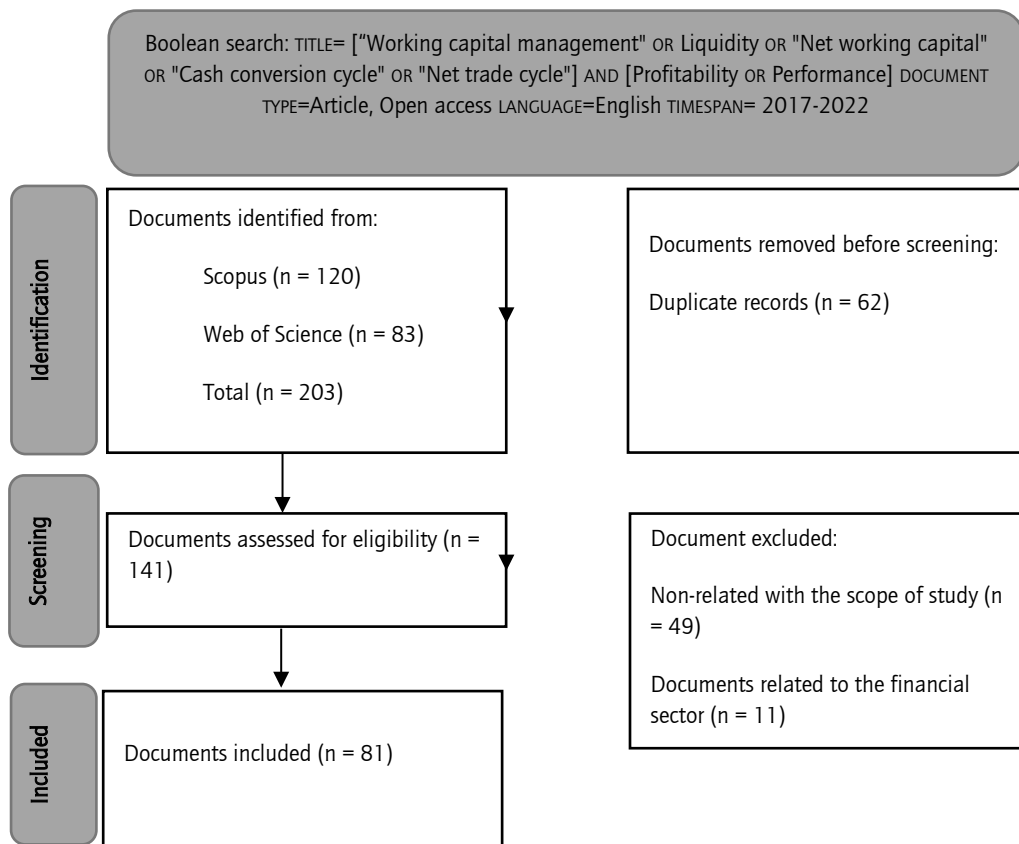 Boolean search: TITLE= [“Working capital management" OR Liquidity OR "Net working capital"
OR "Cash conversion cycle" OR "Net trade cycle"] AND [Profitability OR Performance] DOCUMENT
TYPE=Article, Open access LANGUAGE=English TIMESPAN= 2017-2022
Identification
Documents identified from:
Scopus (n = 120)
Web of Science (n = 83)
Total (n = 203)
Documents removed before screening:
Duplicate records (n = 62)
Screening
Documents assessed for eligibility (n =
141)
Document excluded:
Non-related with the scope of study (n
= 49)
Documents related to the financial
sector (n = 11)
Included
Documents included (n = 81)